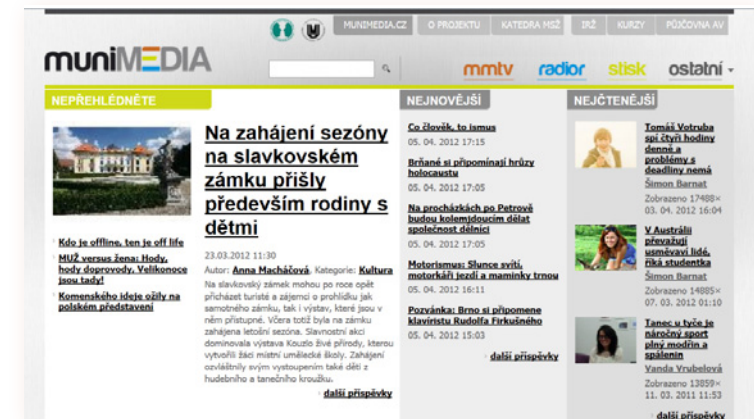 MUNIMEDIA.CZ
O PROJEKTU
KATEDRA MSŽ
IRŽ
KURZY
PŮJČOVNA AV
muniMEDIA
mmtv
radior
stisk
ostatní
NEPŘEHLÉDNĚTE
Kdo je offline, ten je off life
MUŽ versus žena: Hody,
hody doprovody, Velikonoce
jsou tady!
Komenského ideje ožily na
polském představení
Na zahájení sezóny
na slavkovském
zámku přišly
především rodiny s
dětmi
23.03.2012 11:30
Autor: Anna Macháčová, Kategorie: Kultura
Na slavkovský zámek mohou po roce opět
přicházet turisté a zájemci o prohlídku jak
samotného zámku, tak i výstav, které jsou v
něm přístupné. Včera totiž byla na zámku
zahájena letošní sezóna. Slavnostní akci
dominovala výstava Kouzlo živé přírody, kterou
vytvořili žáci místní umělecké školy. Zahájení
ozvláštnily svým vystoupením také děti z
hudebního a tanečního kroužku.
další příspěvky
NEJNOVĚJŠÍ
Co člověk, to ismus
05. 04. 2012 17:15
Brňané si připomínají hrůzy
holocaustu
05. 04. 2012 17:05
Na procházkách po Petrově
budou kolemjdoucím dělat
společnost dělníci
05. 04. 2012 17:05
Motorismus: Slunce svítí,
motorkáři jezdí a maminky trnou
05. 04. 2012 16:11
Pozvánka: Brno si připomene
klavíristu Rudolfa Firkušného
05. 04. 2012 15:03
další příspěvky
NEJČTENĚJŠÍ
Tomáš Votruba
spí čtyři hodiny
denně a
problémy s
deadliny nemá
Šimon Barnat
Zobrazeno 17488×
03. 04. 2012 16:04
V Austrálii
převažují
usměvaví lidé,
říká studentka
Šimon Barnat
Zobrazeno 14885×
07. 03. 2012 01:10
Tanec u tyče je
náročný sport
plný modřin a
spálenin
Vanda Vrubelová
Zobrazeno 13859×
11. 03. 2011 11:53
další příspěvky